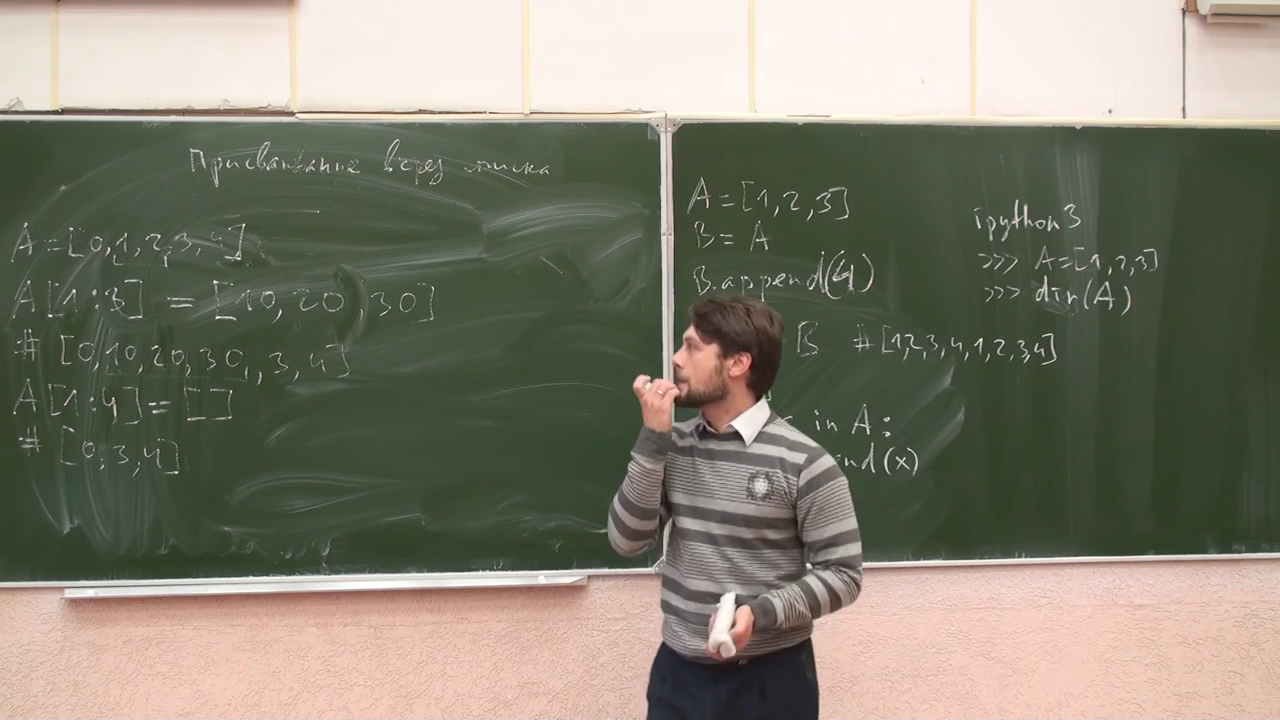 Присваивание в срез списка
A=[0,1,2,3,4]
A[1:3] = [10,20,30]
# [0,10,20,30,,3,4]
A[1:4]=[]
# [0,3,4]
A=[1,2,3]
B=A
B.append(4)
B # [1,2,3,4,1,2,3,4]
in A:
end(x)
ipython3
>>> A=[1,2,3]
>>> dir(A)